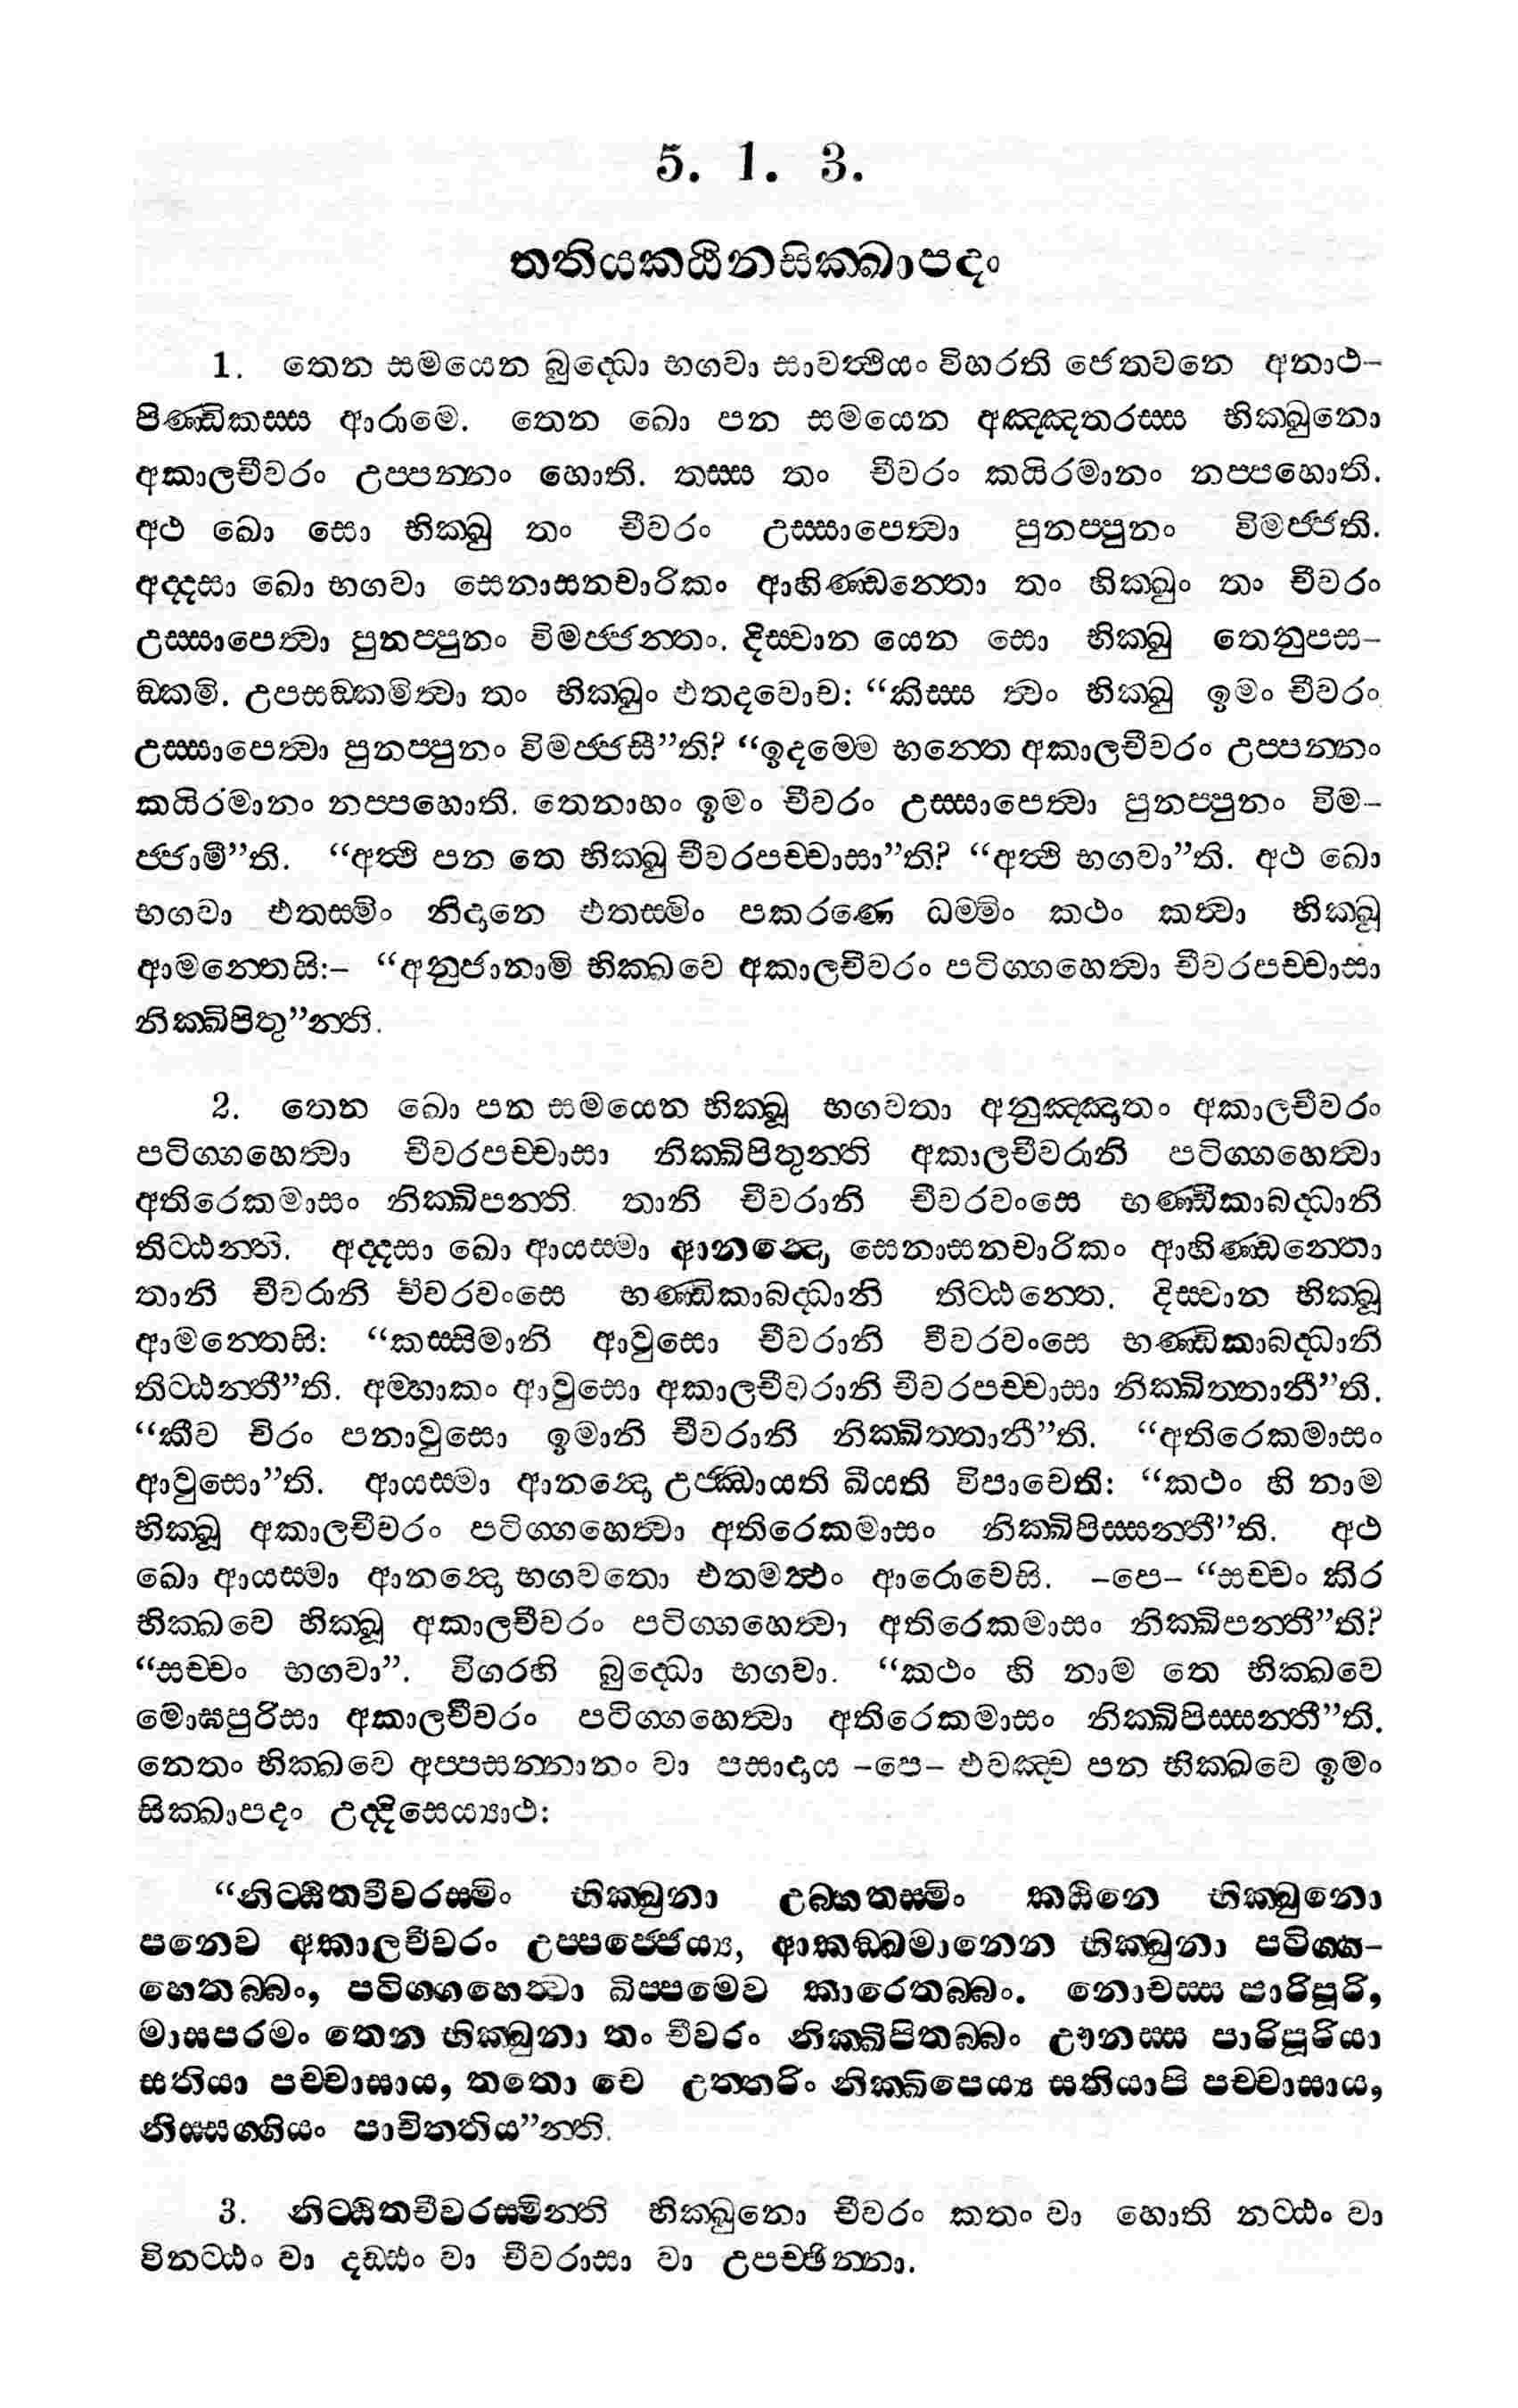 5. 1. 3.
තතියකඨිනසික්ඛාපදං
1. තෙන සමයෙන බුද්ධො භගවා සාවත්ථියං විහරති ජෙතවනෙ අනාථ-
පිණ්ඩිකස්ස ආරාමෙ. තෙන ඛො පන සමයෙන අඤ්ඤතරස්ස භික්ඛුනො
අකාලචීවරං උප්පන්නං හොති. තස්ස තං චීවරං කයිරමානං නප්පහොති.
අථ ඛො සො භික්ඛු තං චීවරං උස්සාපෙත්වා පුනප්පුනං විමජ්ජති.
අද්දසා ඛො භගවා සෙනාසනචාරිකං ආහිණ්ඩන්තො තං භික්ඛුං තං චීවරං
උස්සාපෙත්වා පුනප්පුනං විමජ්ජන්තං. දිස්වාන යෙන සො භික්ඛු තෙනුපස-
ඞ්කමි. උපසඞ්කමිත්වා තං භික්ඛුං එතදවොච: “කිස්ස ත්වං භික්ඛු ඉමං චීවරං
උස්සාපෙත්වා පුනප්පුනං විමජ්ජසී”ති? “ඉදම්මෙ භන්තෙ අකාලචීවරං උප්පන්නං
කයිරමානං නප්පහොති. තෙනාහං ඉමං චීවරං උස්සාපෙත්වා පුනප්පුනං විම-
ජ්ජාමී”ති. “අත්ථි පන තෙ භික්ඛු චීවරපච්චාසා”ති? “අත්ථි භගවා”ති. අථ ඛො
භගවා එතස්මිං නිදානෙ එතස්මිං පකරණෙ ධම්මිං කථං කත්වා භික්ඛූ
ආමන්තෙසි:- “අනුජානාමි භික්ඛවෙ අකාලචීවරං පටිග්ගහෙත්වා චීවරපච්චාසා
නික්ඛිපිතු”න්ති.
2. තෙන ඛො පන සමයෙන භික්ඛූ භගවතා අනුඤ්ඤාතං අකාලචීවරං
පටිග්ගහෙත්වා චීවරපච්චාසා නික්ඛිපිතුන්ති අකාලචීවරානි පටිග්ගහෙත්වා
අතිරෙකමාසං නික්ඛිපන්ති. තානි චීවරානි චීවරවංසෙ භණ්ඩිකාබද්ධානි
තිට්ඨන්ති. අද්දසා ඛො ආයස්මා ආනන්දො සෙනාසනචාරිකං ආහිණ්ඩන්තො
තානි චීවරානි චීවරවංසෙ භණ්ඩිකාබද්ධානි තිට්ඨන්තෙ. දිස්වාන භික්ඛූ
ආමන්තෙසි: “කස්සිමානි ආවුසො චීවරානි චීවරවංසෙ භණ්ඩිකාබද්ධානි
තිට්ඨන්තී”ති. අම්හාකං ආවුසො අකාලචීවරානි චීවරපච්චාසා නික්ඛිත්තානී”ති.
“කීව චිරං පනාවුසො ඉමානි චීවරානි නික්ඛිත්තානී”ති. “අතිරෙකමාසං
ආවුසො”ති. ආයස්මා ආනන්දො උජ්ඣායති ඛීයති විපාචෙති: “කථං හි නාම
භික්ඛූ අකාලචීවරං පටිග්ගහෙත්වා අතිරෙකමාසං නික්ඛිපිස්සන්තී”ති. අථ
ඛො ආයස්මා ආනන්දො භගවතො එතමත්ථං ආරොචෙසි. -පෙ- “සච්චං කිර
භික්ඛවෙ භික්ඛූ අකාලචීවරං පටිග්ගහෙත්වා අතිරෙකමාසං නික්ඛිපන්තී”ති?
“සච්චං භගවා”. විගරහි බුද්ධො භගවා. “කථං හි නාම තෙ භික්ඛවෙ
මොඝපුරිසා අකාලචීවරං පටිග්ගහෙත්වා අතිරෙකමාසං නික්ඛිපිස්සන්තී”ති.
නෙතං භික්ඛවෙ අප්පසන්නානං වා පසාදාය -පෙ- එවඤ්ච පන භික්ඛවෙ ඉමං
සික්ඛාපදං උද්දිසෙය්‍යාථ:
“නිට්ඨිතචීවරස්මිං භික්ඛුනා උබ්භතස්මිං කඨිනෙ භික්ඛුනො
පනෙව අකාලචීවරං උප්පජ්ජෙය්‍ය, ආකඞ්ඛමානෙන භික්ඛුනා පටිග්ග-
හෙතබ්බං, පටිග්ගහෙත්වා ඛිප්පමෙව කාරෙතබ්බං. නොචස්ස පාරිපූරි,
මාසපරමං තෙන භික්ඛුනා තං චීවරං නික්ඛිපිතබ්බං ඌනස්ස පාරිපූරියා
සතියා පච්චාසාය, තතො චෙ උත්තරිං නික්ඛිපෙය්‍ය සතියාපි පච්චාසාය,
නිස්සග්ගියං පාචිත්තිය”න්ති.
3. නිට්ඨිතචීවරස්මින්ති භික්ඛුනො චීවරං කතං වා හොති නට්ඨං වා
විනට්ඨං වා දඩ්ඪං වා චීවරාසා වා උපච්ඡින්නා.